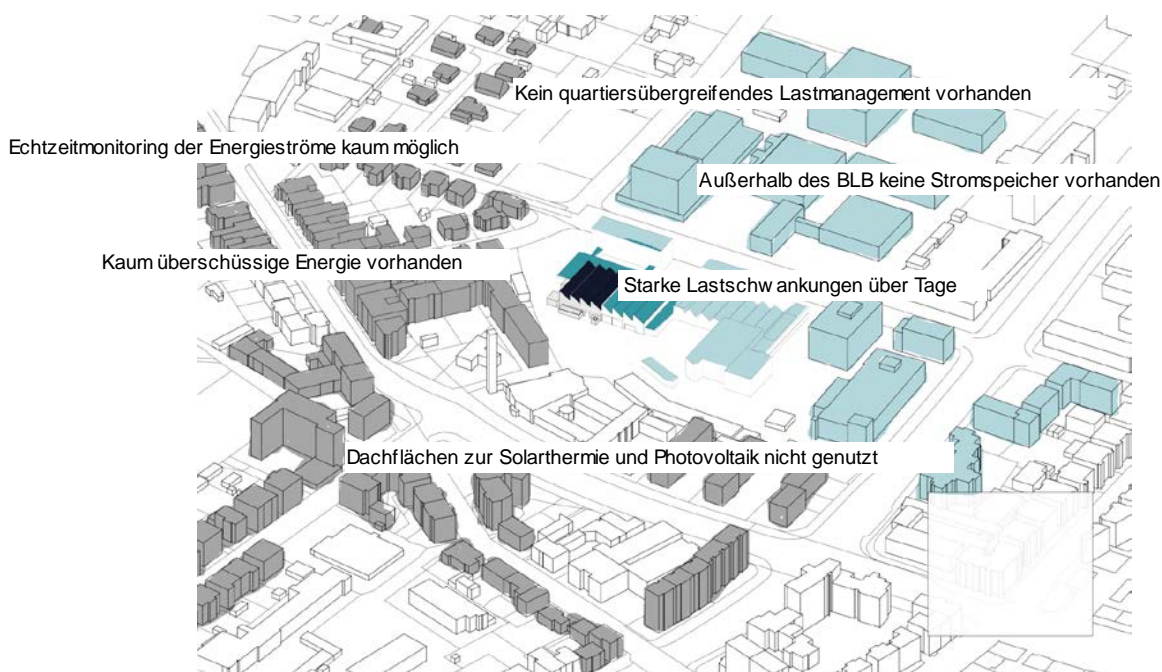 Kein quartiersübergreifendes Lastmanagement vorhanden
Echtzeitmonitoring der Energieströme kaum möglich
Außerhalb des BLB keine Stromspeicher vorhanden
Kaum überschüssige Energie vorhanden
Starke Lastschwankungen über Tage
Dachflächen zur Solarthermie und Photovoltaik nicht genutzt